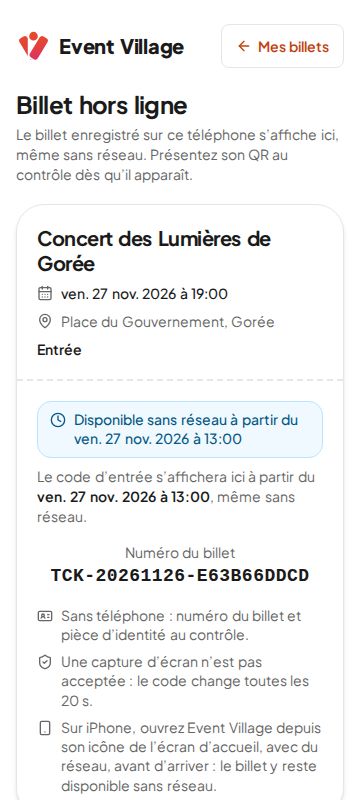 Event Village
Mes billets
Billet hors ligne
Le billet enregistré sur ce téléphone s’affiche ici,
même sans réseau. Présentez son QR au
contrôle dès qu’il apparaît.
Concert des Lumières de
Gorée
ven. 27 nov. 2026 à 19:00
Place du Gouvernement, Gorée
Entrée
Disponible sans réseau à partir du
ven. 27 nov. 2026 à 13:00
Le code d’entrée s’affichera ici à partir du
ven. 27 nov. 2026 à 13:00, même sans
réseau.
Numéro du billet
TCK-20261126-E63B66DDCD
Sans téléphone : numéro du billet et
pièce d’identité au contrôle.
Une capture d’écran n’est pas
acceptée : le code change toutes les
20 s.
Sur iPhone, ouvrez Event Village depuis
son icône de l’écran d’accueil, avec du
réseau, avant d’arriver : le billet y reste
disponible sans réseau.